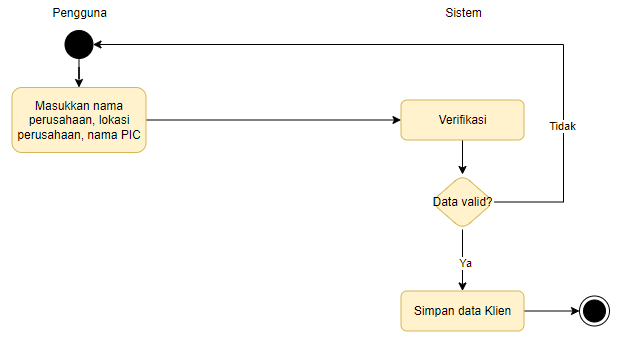 Pengguna
Sistem
Masukkan nama
perusahaan, lokasi
perusahaan, nama PIC
Verifikasi
Tidak
Data valid?
Ya
Simpan data Klien